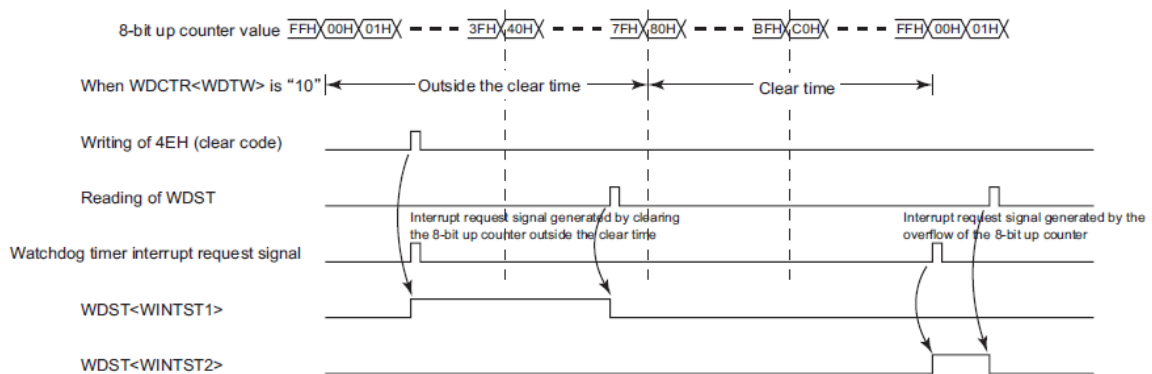 8-bit up counter value FFH 00H 01H 3FH 40H 7FH 80H BFH C0H FFH 00H 01H
When WDCTR<WDTW> is “10” Outside the clear time Clear time
Writing of 4EH (clear code)
Reading of WDST
Interrupt request signal generated by clearing
the 8-bit up counter outside the clear time
Interrupt request signal generated by the
overflow of the 8-bit up counter
Watchdog timer interrupt request signal
WDST<WINTST1>
WDST<WINTST2>